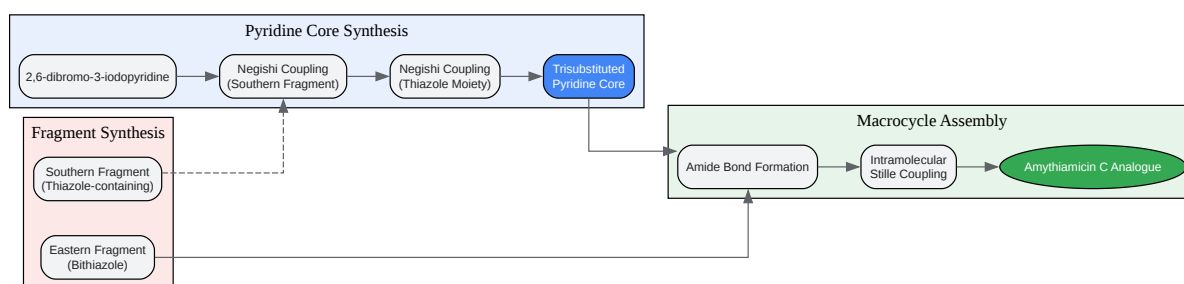 Pyridine Core Synthesis
2,6-dibromo-3-iodopyridine
Negishi Coupling
(Southern Fragment)
Negishi Coupling
(Thiazole Moiety)
Trisubstituted
Pyridine Core
Fragment Synthesis
Southern Fragment
(Thiazole-containing)
Eastern Fragment
(Bithiazole)
Macrocycle Assembly
Amide Bond Formation
Intramolecular
Stille Coupling
Amythiamicin C Analogue